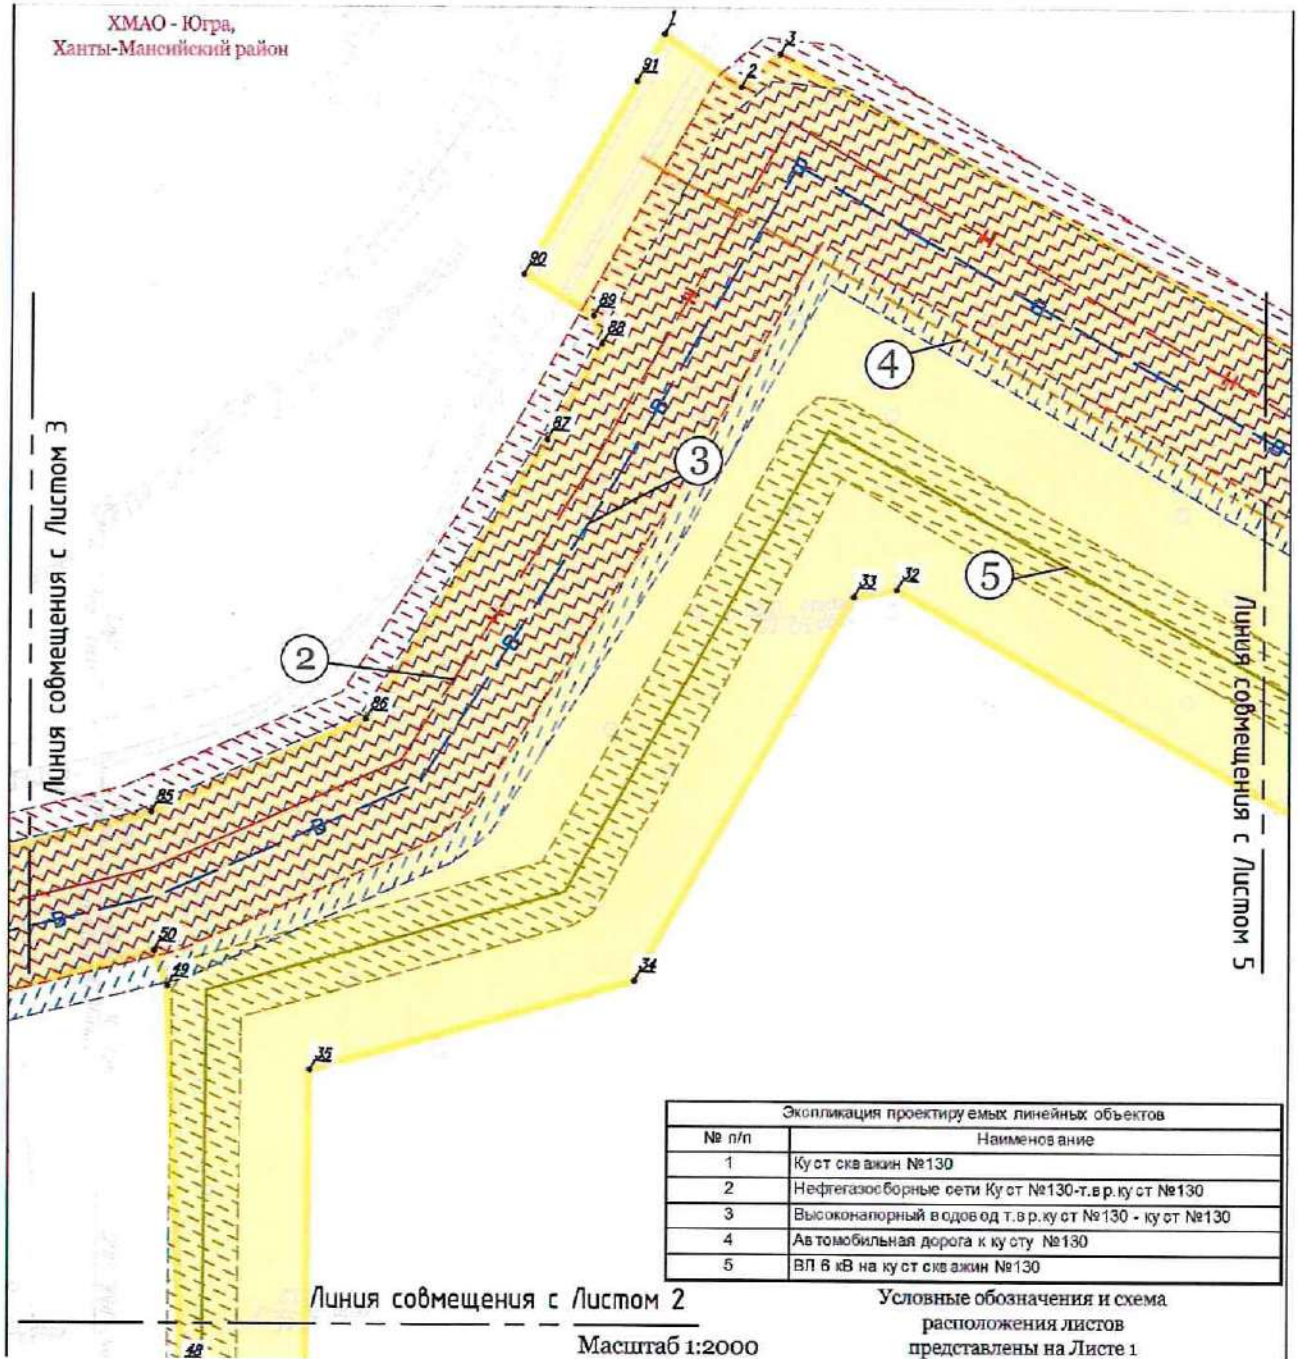 ХМАО - Югра,
Ханты-Мансийский район
1
91
2
3
90
89
88
87
4
3
В
Н
В
Н
В
Н
В
В
Н
В
В
В
5
33
32
2
86
85
50
49
34
35
48
Линия совмещения с Листом 3
Линия совмещения с Листом 5
Экспликация проектируемых линейных объектов
№ п/п Наименование
1 Куст скважин №130
2 Нефтегазосборные сети Куст №130-т.вр.куст №130
3 Высоконапорный водовод т.вр.куст №130 - куст №130
4 Автомобильная дорога к кусту №130
5 ВЛ 6 кВ на куст скважин №130
Линия совмещения с Листом 2
Масштаб 1:2000
Условные обозначения и схема
расположения листов
представлены на Листе 1